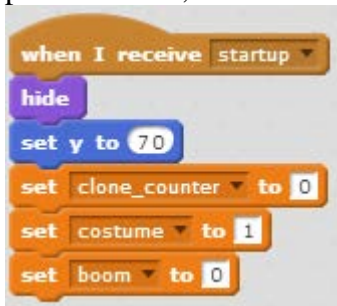 when I receive startup
hide
set y to 70
set clone_counter to 0
set costume to 1
set boom to 0